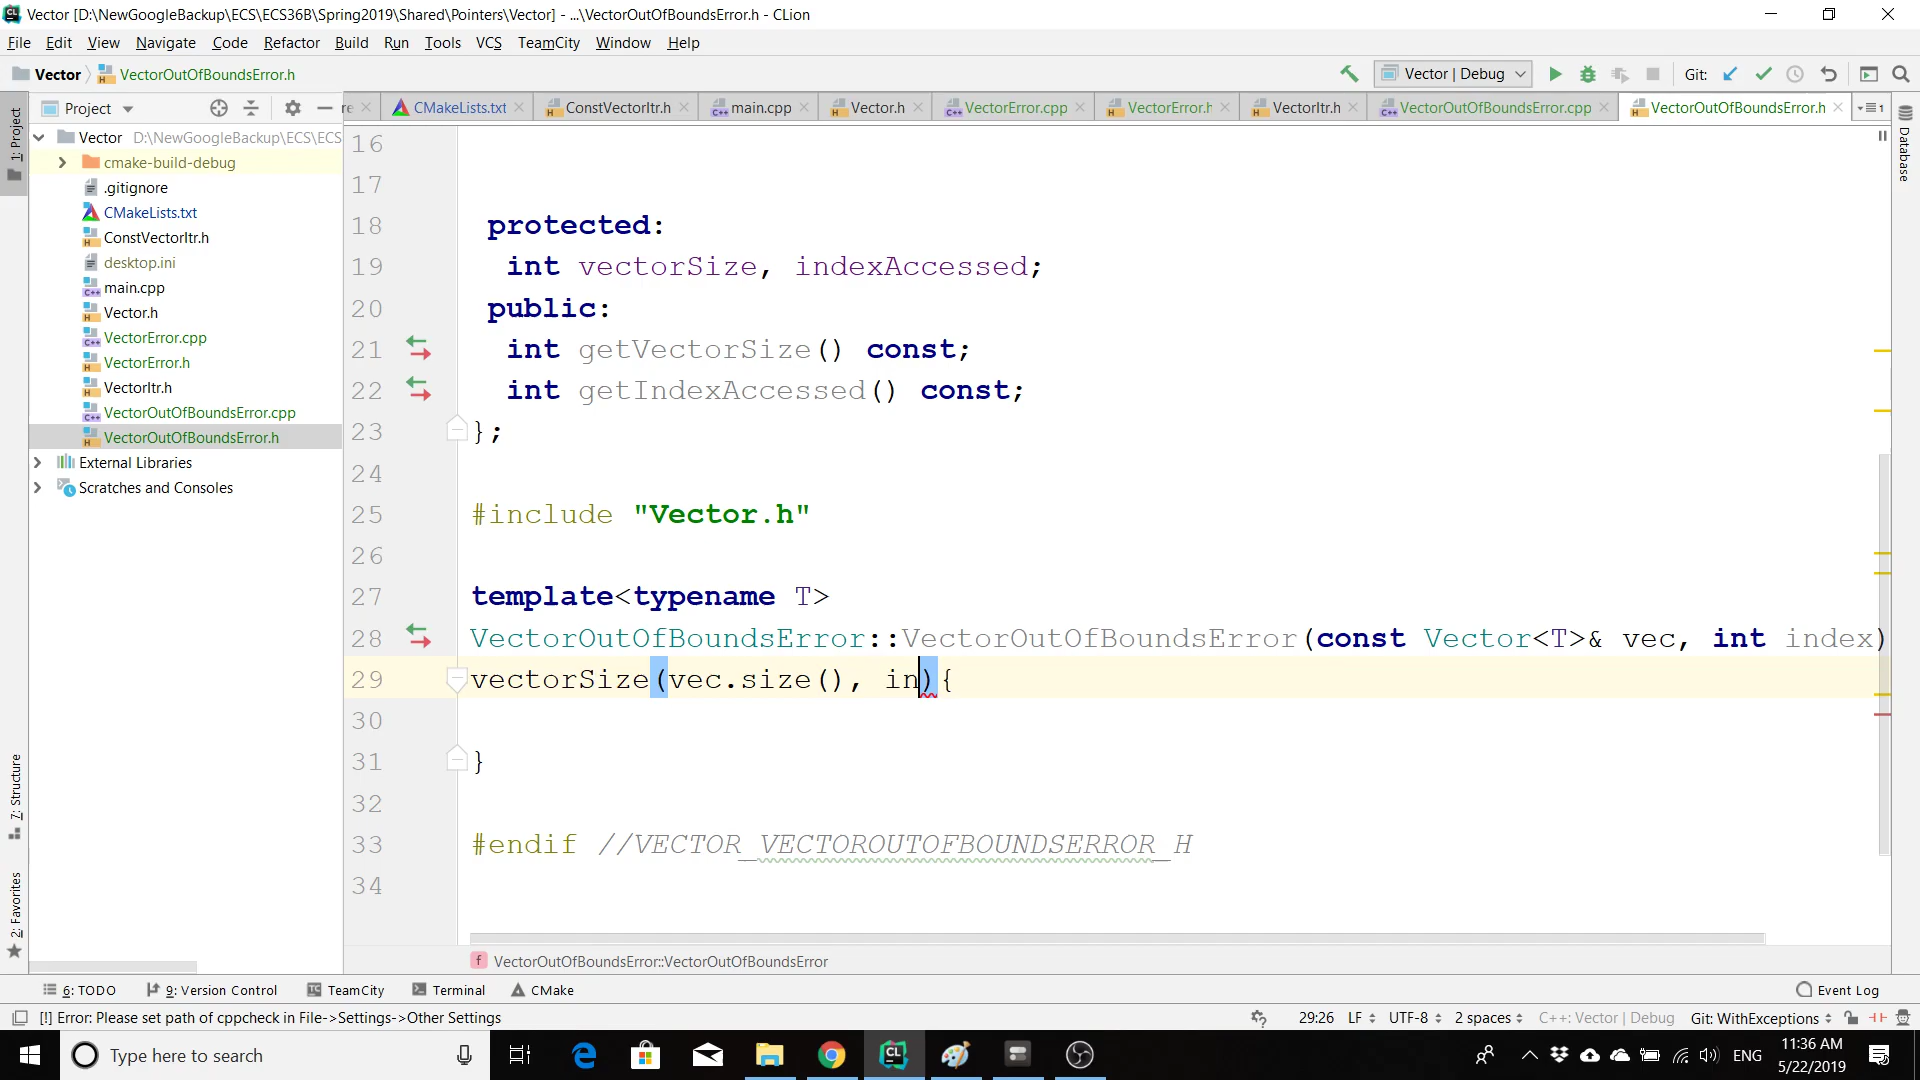 Vector [D:\NewGoogleBackup\ECS\ECS36B\Spring2019\Shared\Pointers\Vector] - ...\VectorOutOfBoundsError.h - CLion
File Edit View Navigate Code Refactor Build Run Tools VCS TeamCity Window Help
Vector VectorOutOfBoundsError.h
Vector | Debug
Git:
Project
re CMakeLists.txt ConstVectorItr.h main.cpp Vector.h VectorError.cpp VectorError.h VectorItr.h VectorOutOfBoundsError.cpp VectorOutOfBoundsError.h
1
1: Project
Database
Vector D:\NewGoogleBackup\ECS\ECS
cmake-build-debug
.gitignore
CMakeLists.txt
ConstVectorItr.h
desktop.ini
main.cpp
Vector.h
VectorError.cpp
VectorError.h
VectorItr.h
VectorOutOfBoundsError.cpp
VectorOutOfBoundsError.h
External Libraries
Scratches and Consoles
7: Structure
2: Favorites
16
17
18 protected:
19 int vectorSize, indexAccessed;
20 public:
21 int getVectorSize() const;
22 int getIndexAccessed() const;
23 };
24
25 #include "Vector.h"
26
27 template<typename T>
28 VectorOutOfBoundsError::VectorOutOfBoundsError(const Vector<T>& vec, int index)
29 vectorSize(vec.size(), in){
30
31 }
32
33 #endif //VECTOR_VECTOROUTOFBOUNDSERROR_H
34
f VectorOutOfBoundsError::VectorOutOfBoundsError
6: TODO 9: Version Control TeamCity Terminal CMake Event Log
[!] Error: Please set path of cppcheck in File->Settings->Other Settings
29:26 LF UTF-8 2 spaces C++: Vector | Debug Git: WithExceptions
Type here to search
ENG
11:36 AM
5/22/2019